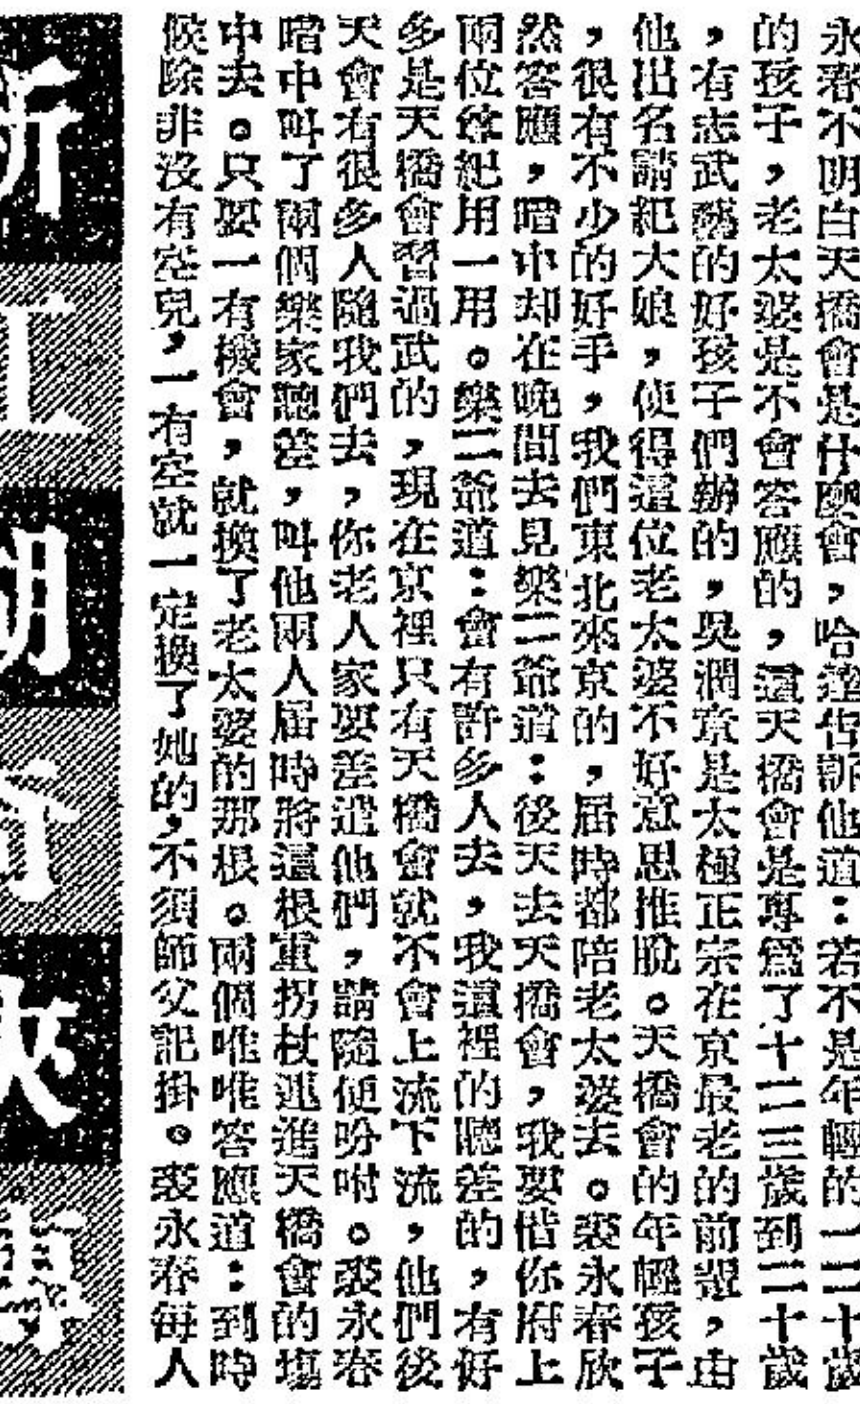 永春不明白天橋會是什麼會，哈達告訴他道：若不是年輕的一二十歲
的孩子，老太婆是不會答應的，這天橋會是專爲了十二三歲到二十歲
，有志武藝的好孩子們辦的，吳潤京是太極正宗在京最老的前輩，由
他出名請紀大娘，使得這位老太婆不好意思推脫。天橋會的年輕孩子
，很有不少的好手，我們東北來京的，届時都陪老太婆去。裴永春欣
然答應，暗中却在晚間去見樂二爺道：後天去天橋會，我要借你府上
兩位管紀用一用。樂二爺道：會有許多人去，我這裡的聽差的，有好
多是天橋會習過武的，現在京裡只有天橋會就不會上流下流，他們後
天會有很多人隨我們去，你老人家要差遣他們，請隨便吩咐。裴永春
暗中叫了兩個樂家聽差，叫他兩人届時將這根重拐杖運進天橋會的塲
中去。只要一有機會，就換了老太婆的那根。兩個唯唯答應道：到時
候除非沒有空兒，一有空就一定換了她的，不須師父記掛。裴永春每人